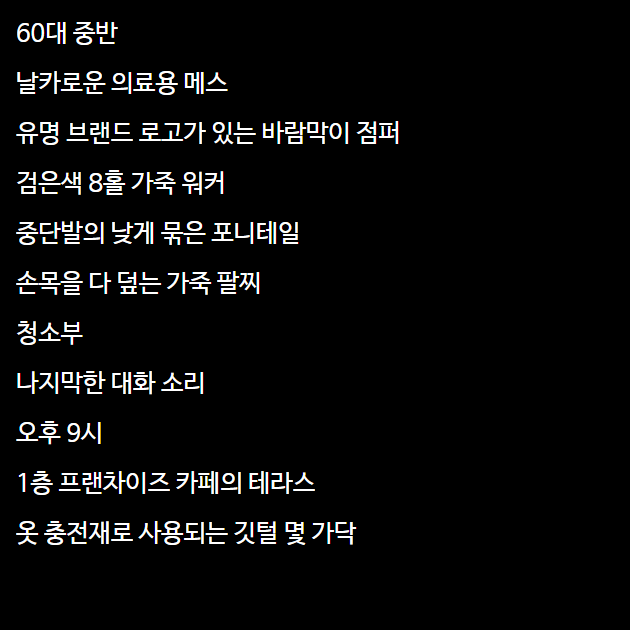 60대 중반
날카로운 의료용 메스
유명 브랜드 로고가 있는 바람막이 점퍼
검은색 8홀 가죽 워커
중단발의 낮게 묶은 포니테일
손목을 다 덮는 가죽 팔찌
청소부
나지막한 대화 소리
오후 9시
1층 프랜차이즈 카페의 테라스
옷 충전재로 사용되는 깃털 몇 가닥